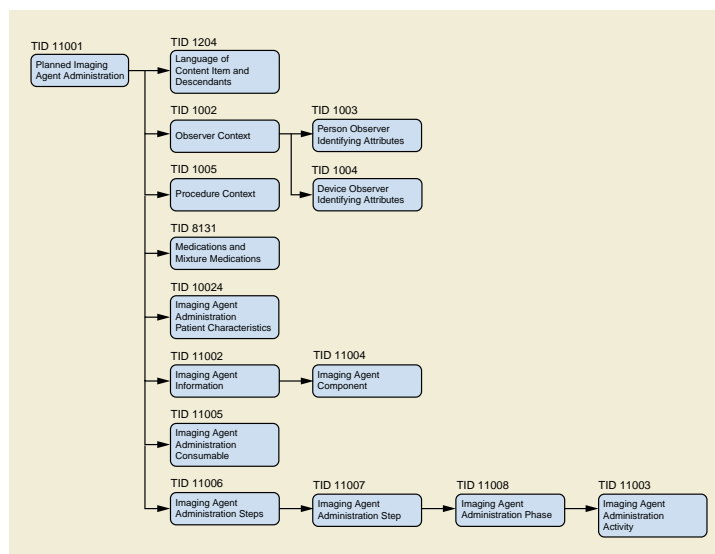 TID 11001
Planned Imaging
Agent Administration
TID 1204
Language of
Content Item and
Descendants
TID 1002
Observer Context
TID 1003
Person Observer
Identifying Attributes
TID 1004
Device Observer
Identifying Attributes
TID 1005
Procedure Context
TID 8131
Medications and
Mixture Medications
TID 10024
Imaging Agent
Administration
Patient Characteristics
TID 11002
Imaging Agent
Information
TID 11004
Imaging Agent
Component
TID 11005
Imaging Agent
Administration
Consumable
TID 11006
Imaging Agent
Administration Steps
TID 11007
Imaging Agent
Administration Step
TID 11008
Imaging Agent
Administration Phase
TID 11003
Imaging Agent
Administration
Activity